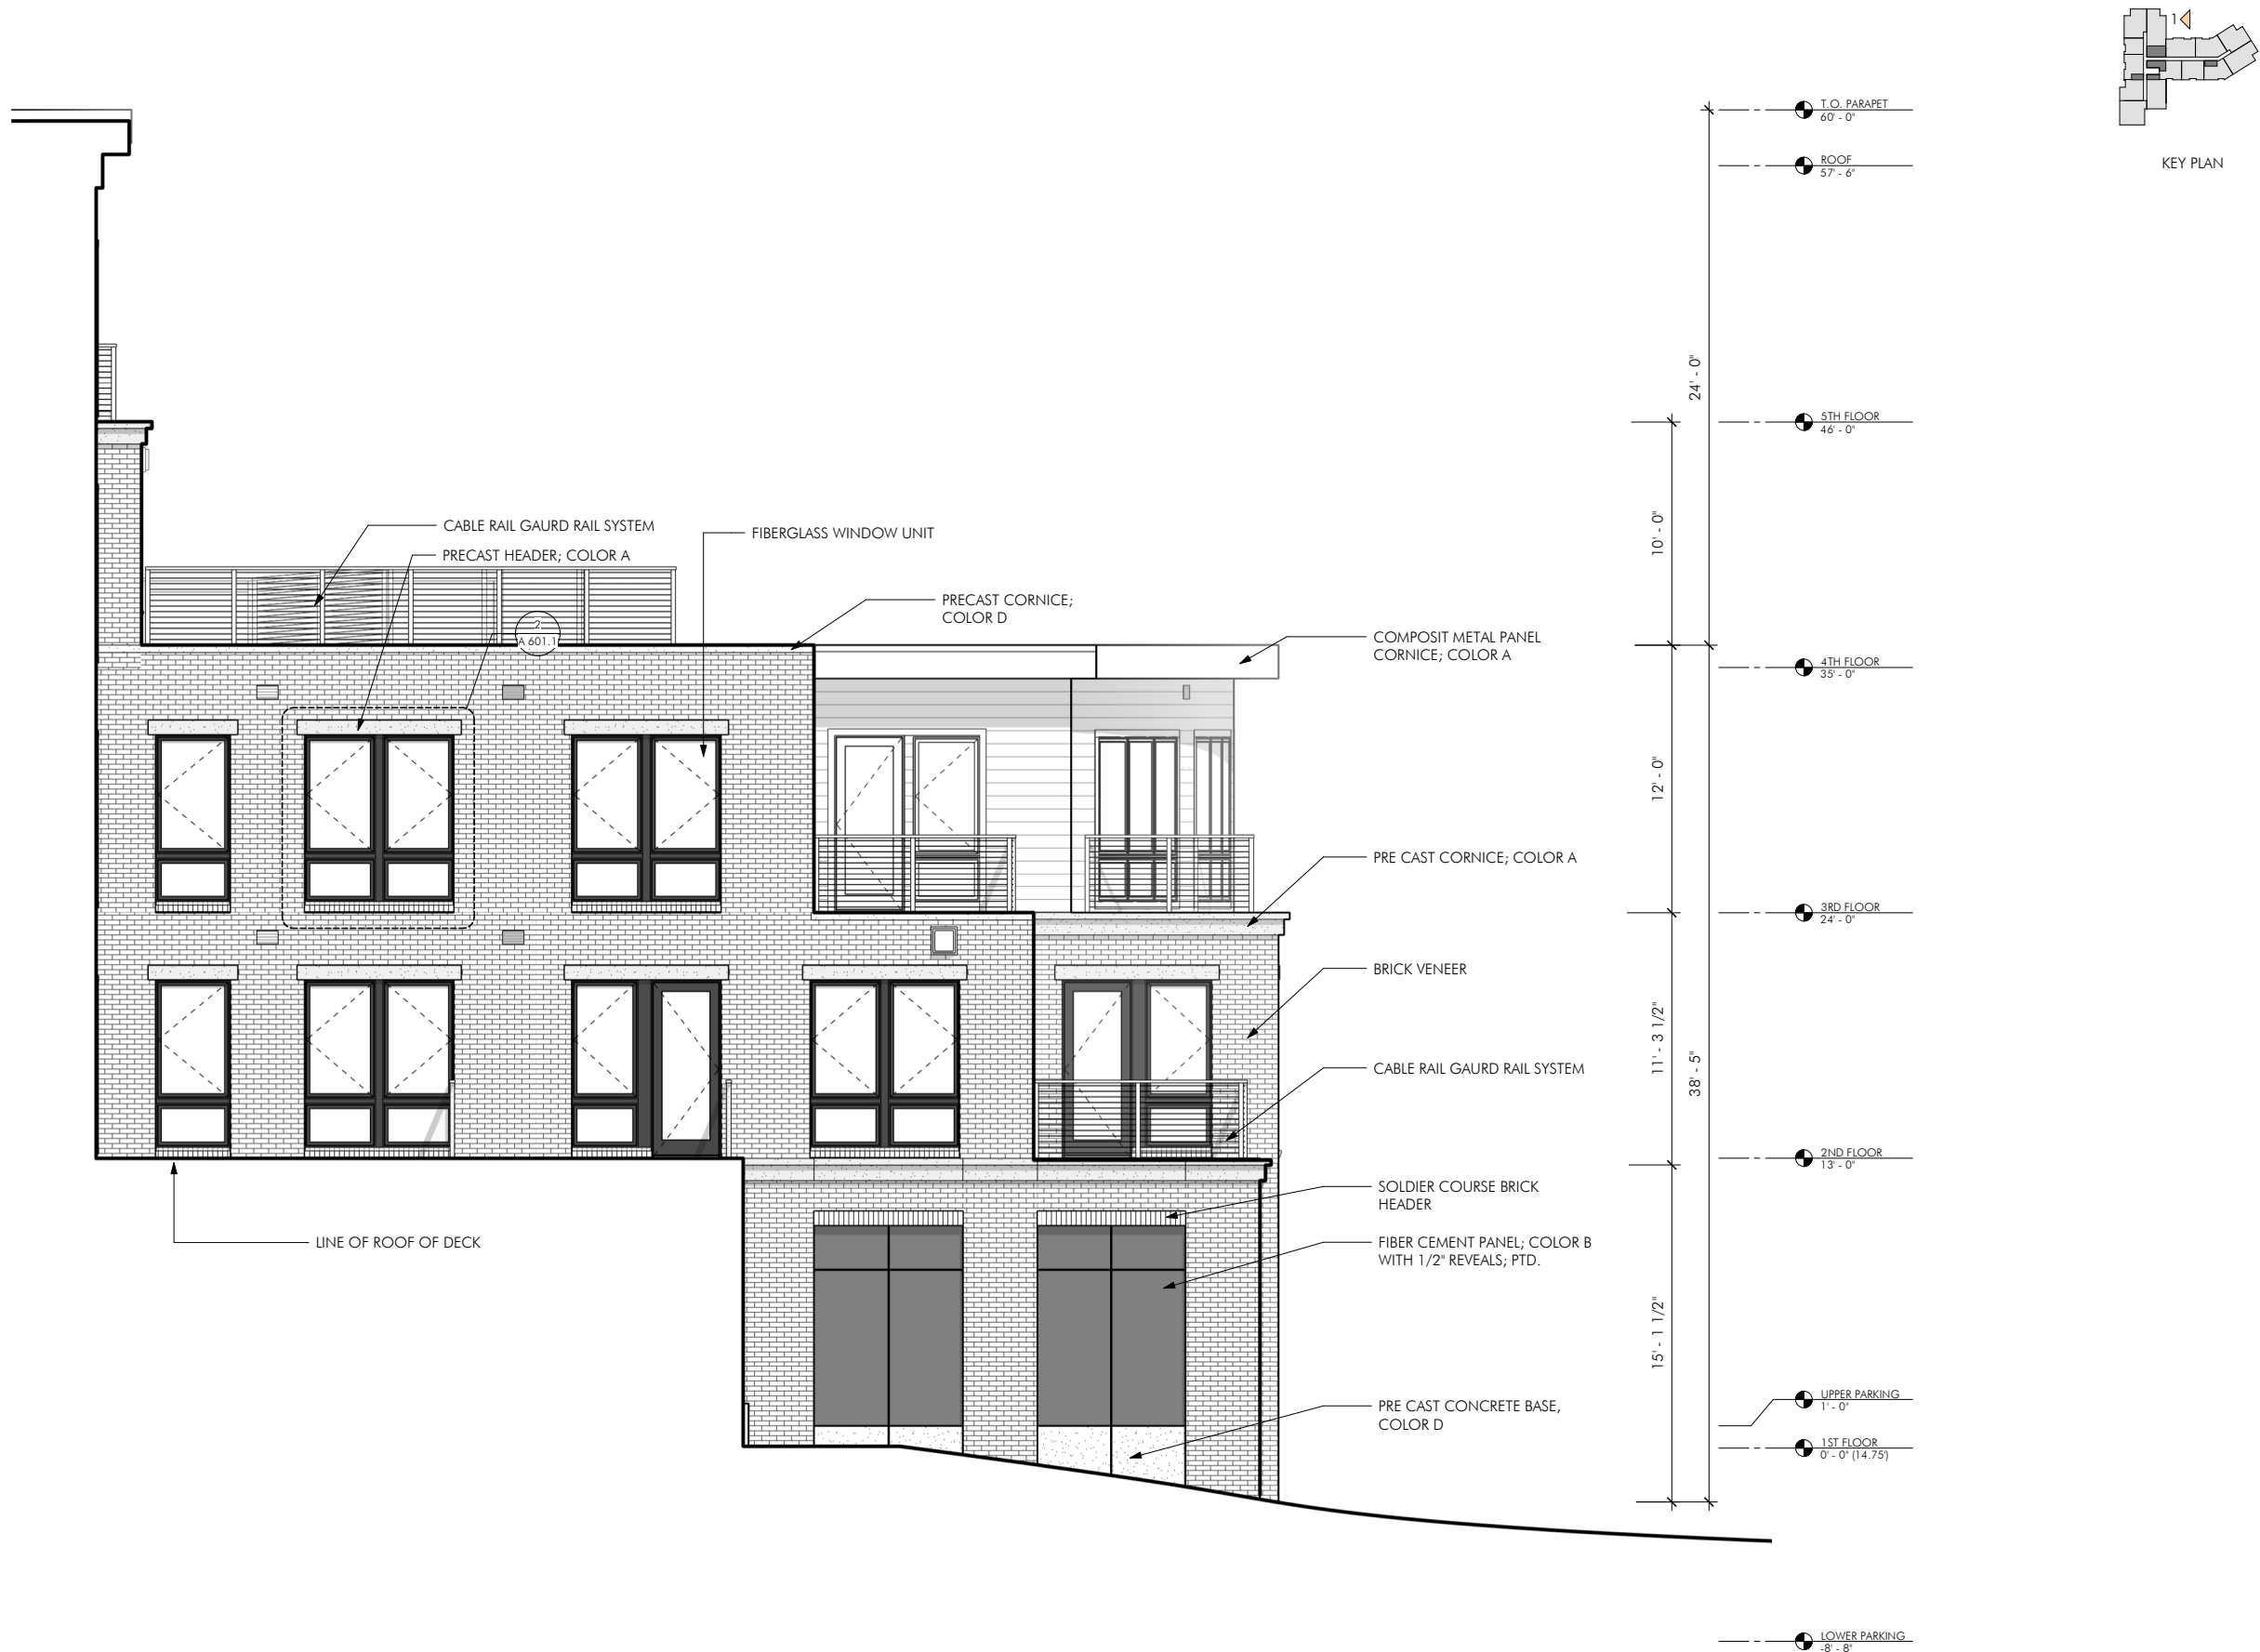 1
KEY PLAN
T.O. PARAPET
60' - 0"
ROOF
57' - 6"
5TH FLOOR
46' - 0"
4TH FLOOR
35' - 0"
3RD FLOOR
24' - 0"
2ND FLOOR
13' - 0"
UPPER PARKING
1' - 0"
1ST FLOOR
0' - 0" (14.75')
LOWER PARKING
-8' - 8"
24' - 0"
10' - 0"
12' - 0"
11' - 3 1/2"
38' - 5"
15' - 1 1/2"
CABLE RAIL GAURD RAIL SYSTEM
PRECAST HEADER; COLOR A
FIBERGLASS WINDOW UNIT
2
A 601.1
PRECAST CORNICE;
COLOR D
COMPOSIT METAL PANEL
CORNICE; COLOR A
PRE CAST CORNICE; COLOR A
BRICK VENEER
CABLE RAIL GAURD RAIL SYSTEM
SOLDIER COURSE BRICK
HEADER
LINE OF ROOF OF DECK
FIBER CEMENT PANEL; COLOR B
WITH 1/2" REVEALS; PTD.
PRE CAST CONCRETE BASE,
COLOR D